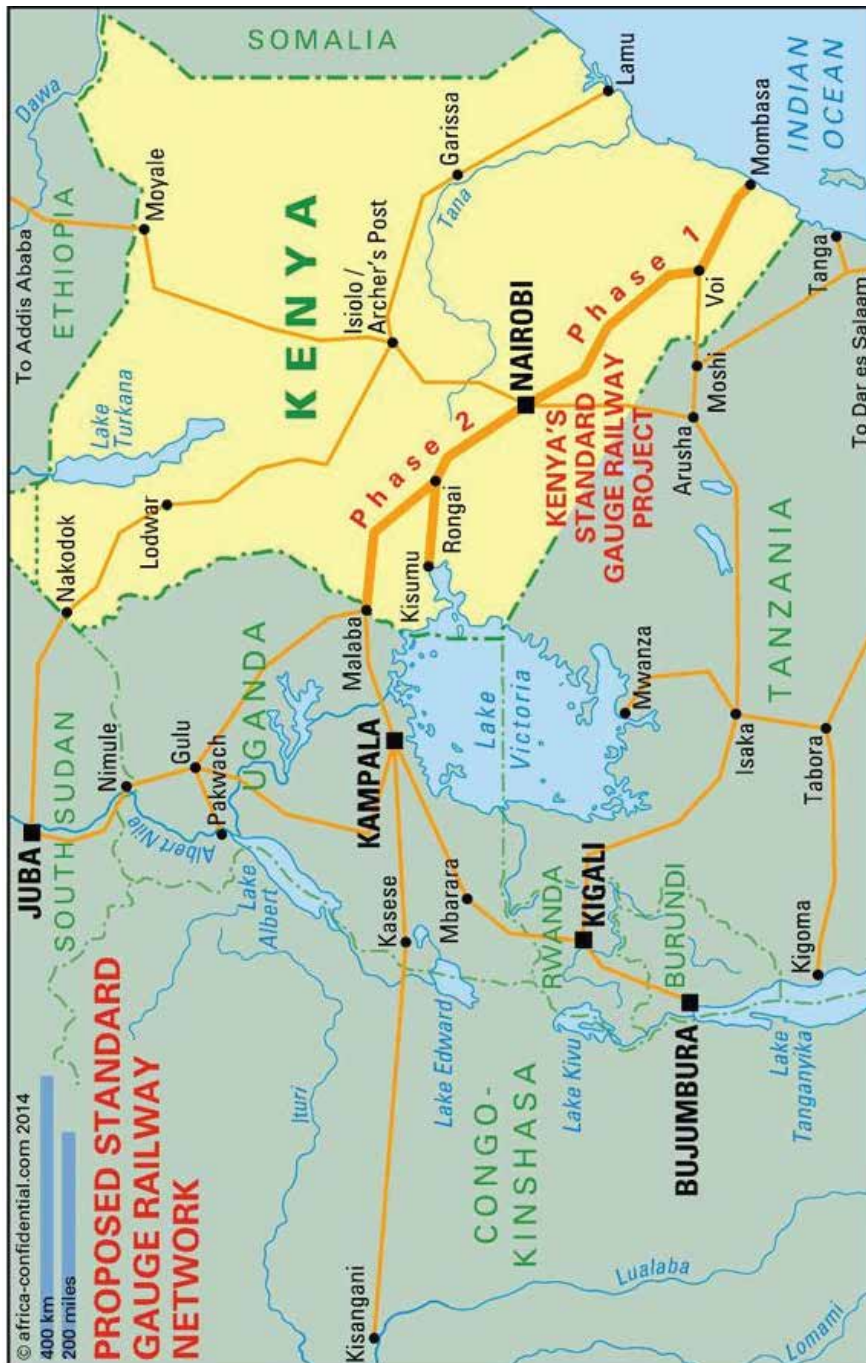 © africa-confidential.com 2014
400 km
200 miles
PROPOSED STANDARD
GAUGE RAILWAY
NETWORK
JUBA
SOUTH SUDAN
Nimule
Albert Nile
Gulu
Pakwach
UGANDA
Lake
Albert
Nakodok
Lodwar
Lake
Turkana
To Addis Ababa
ETHIOPIA
Dawa
Moyale
SOMALIA
KENYA
Isiolo /
Archer's Post
Garissa
Tana
Lamu
Ituri
Kisangani
Kasese
KAMPALA
Malaba
Phase 2
Kisumu
Rongai
NAIROBI
Phase 1
KENYA'S
STANDARD
GAUGE RAILWAY
PROJECT
Lake Edward
Mbarara
Lake
Victoria
CONGO-
KINSHASA
Lake Kivu
RWANDA
KIGALI
BURUNDI
BUJUMBURA
Mwanza
Arusha
Moshi
Voi
Mombasa
INDIAN
OCEAN
Tanga
Lualaba
Lomami
Lake
Tanganyika
Kigoma
Isaka
Tabora
TANZANIA
To Dar es Salaam